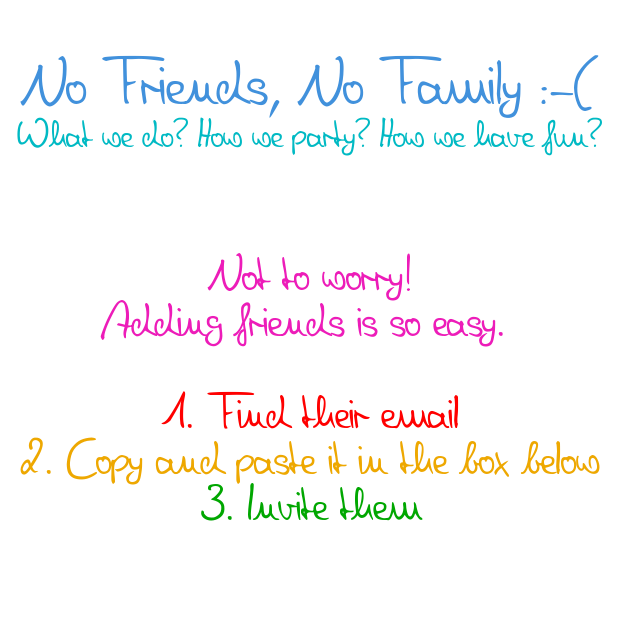 No Friends, No Family :-(
What we do? How we party? How we have fun?
Not to worry!
Adding friends is so easy.
1. Find their email
2. Copy and paste it in the box below
3. Invite them